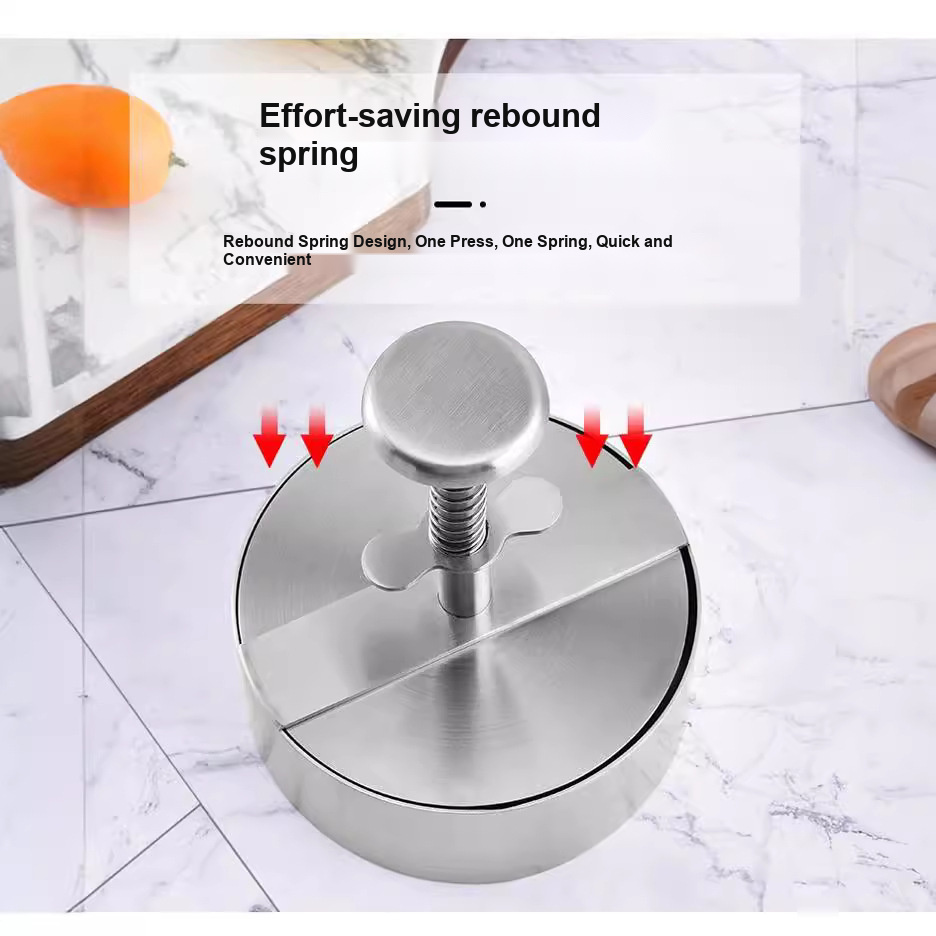 Effort-saving rebound
spring
Rebound Spring Design, One Press, One Spring, Quick and
Convenient